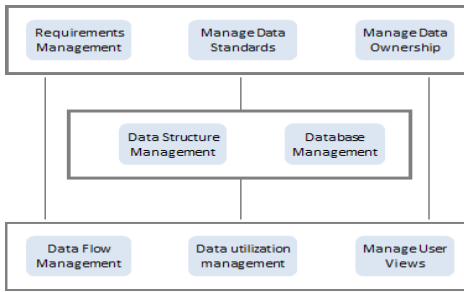 Requirements
Management
Manage Data
Standards
Manage Data
Ownership
Data Structure
Management
Database
Management
Data Flow
Management
Data utilization
management
Manage User
Views